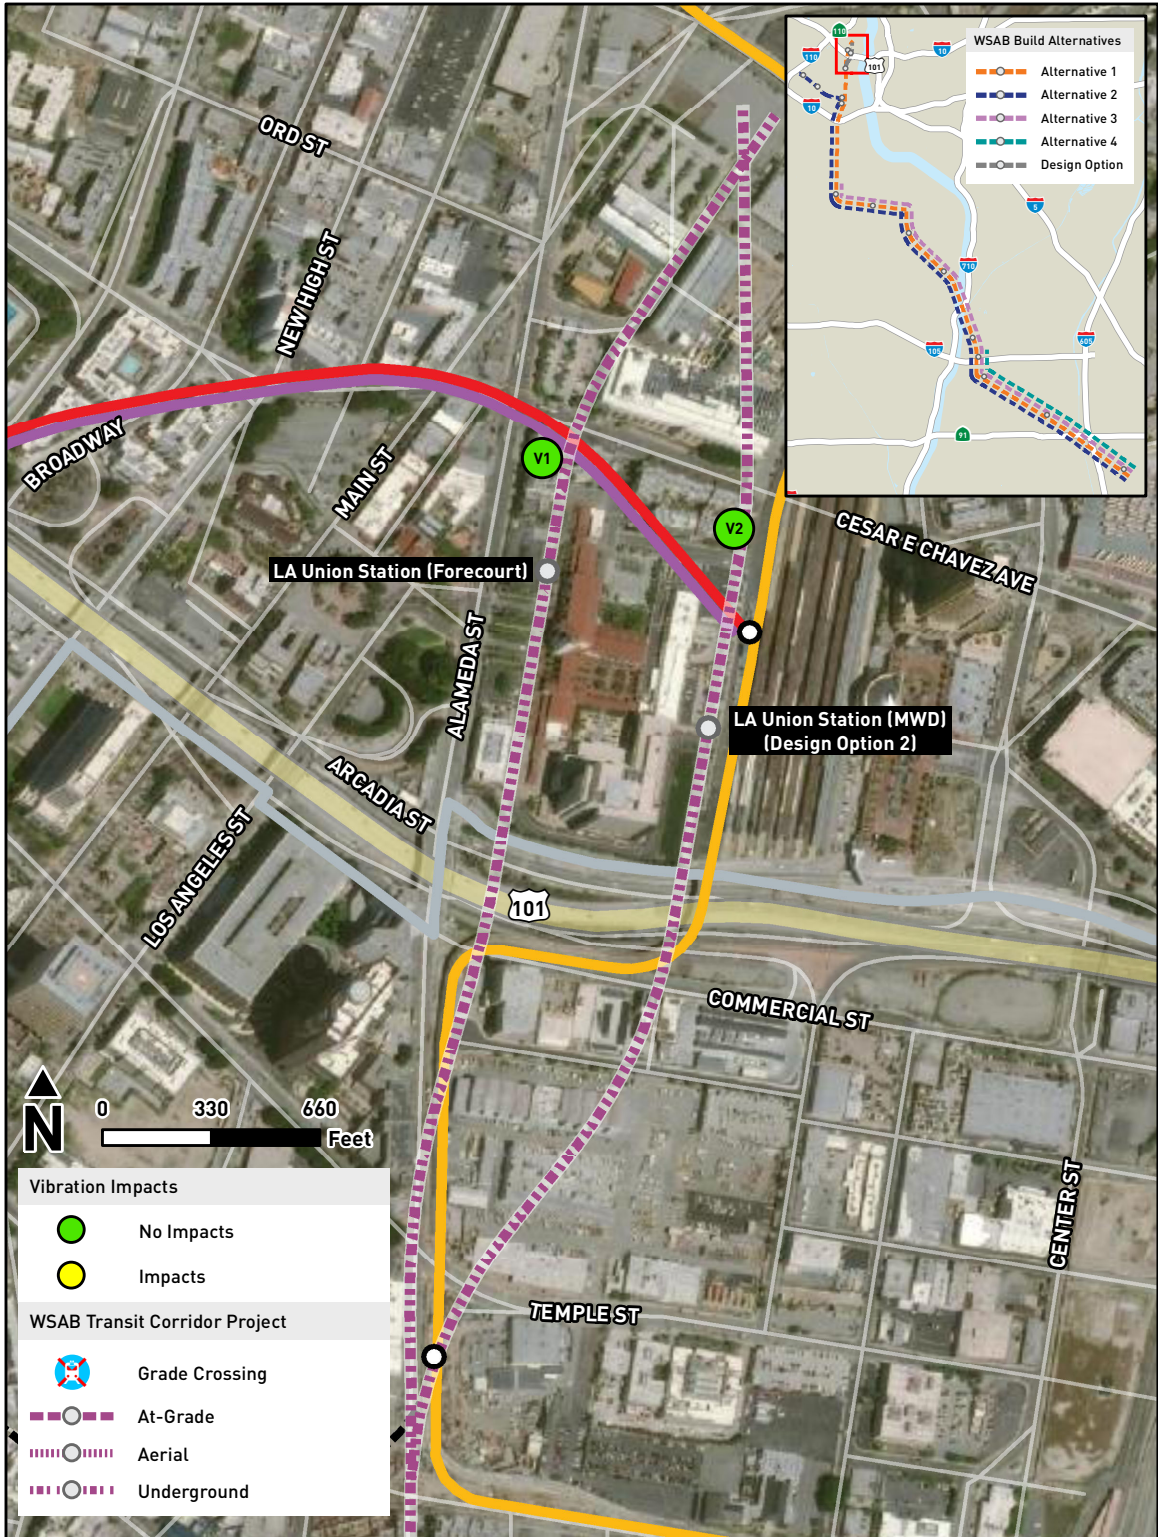 WSAB Build Alternatives
Alternative 1
Alternative 2
Alternative 3
Alternative 4
Design Option
110
110
10
101
10
5
710
105
605
91
ORD ST
NEW HIGH ST
BROADWAY
MAIN ST
V1
V2
CESAR E CHAVEZ AVE
LA Union Station (Forecourt)
ALAMEDA ST
LA Union Station (MWD)
(Design Option 2)
ARCADIA ST
LOS ANGELES ST
101
COMMERCIAL ST
CENTER ST
TEMPLE ST
N
0 330 660
Feet
Vibration Impacts
No Impacts
Impacts
WSAB Transit Corridor Project
Grade Crossing
At-Grade
Aerial
Underground